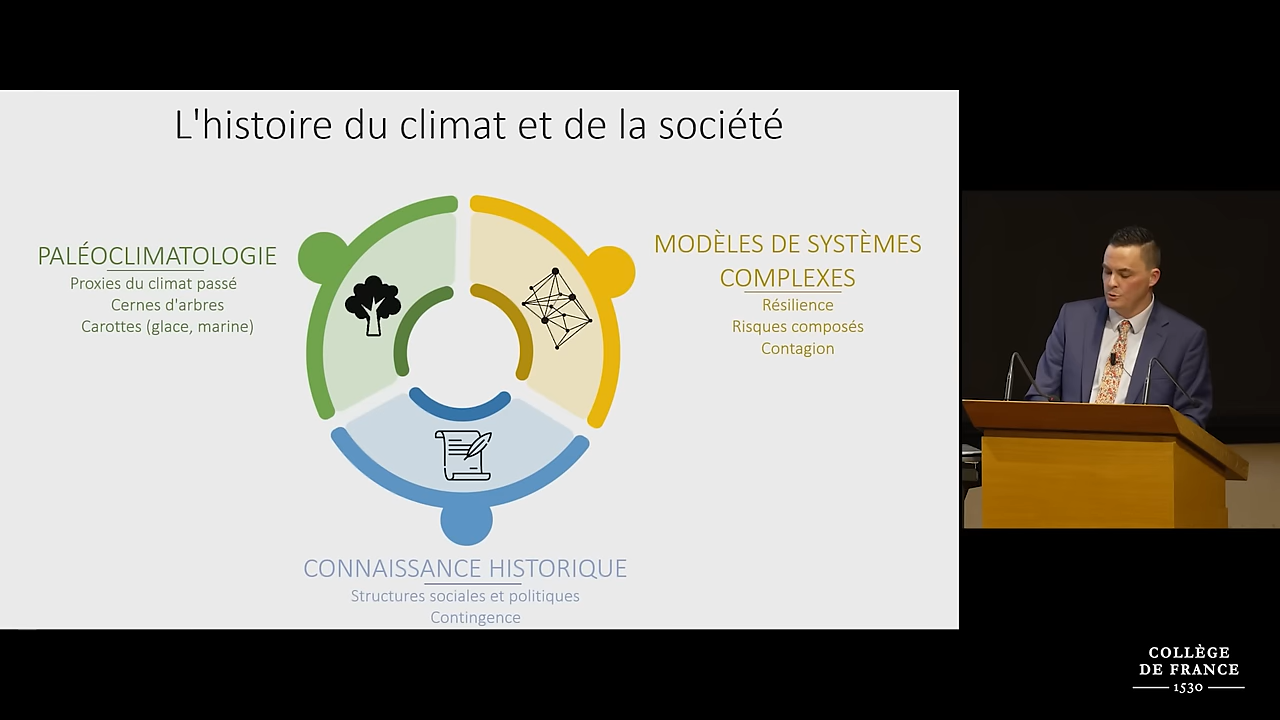 L'histoire du climat et de la société
PALÉOCLIMATOLOGIE
Proxies du climat passé
Cernes d'arbres
Carottes (glace, marine)
MODÈLES DE SYSTÈMES
COMPLEXES
Résilience
Risques composés
Contagion
CONNAISSANCE HISTORIQUE
Structures sociales et politiques
Contingence
COLLÈGE
DE FRANCE
1530